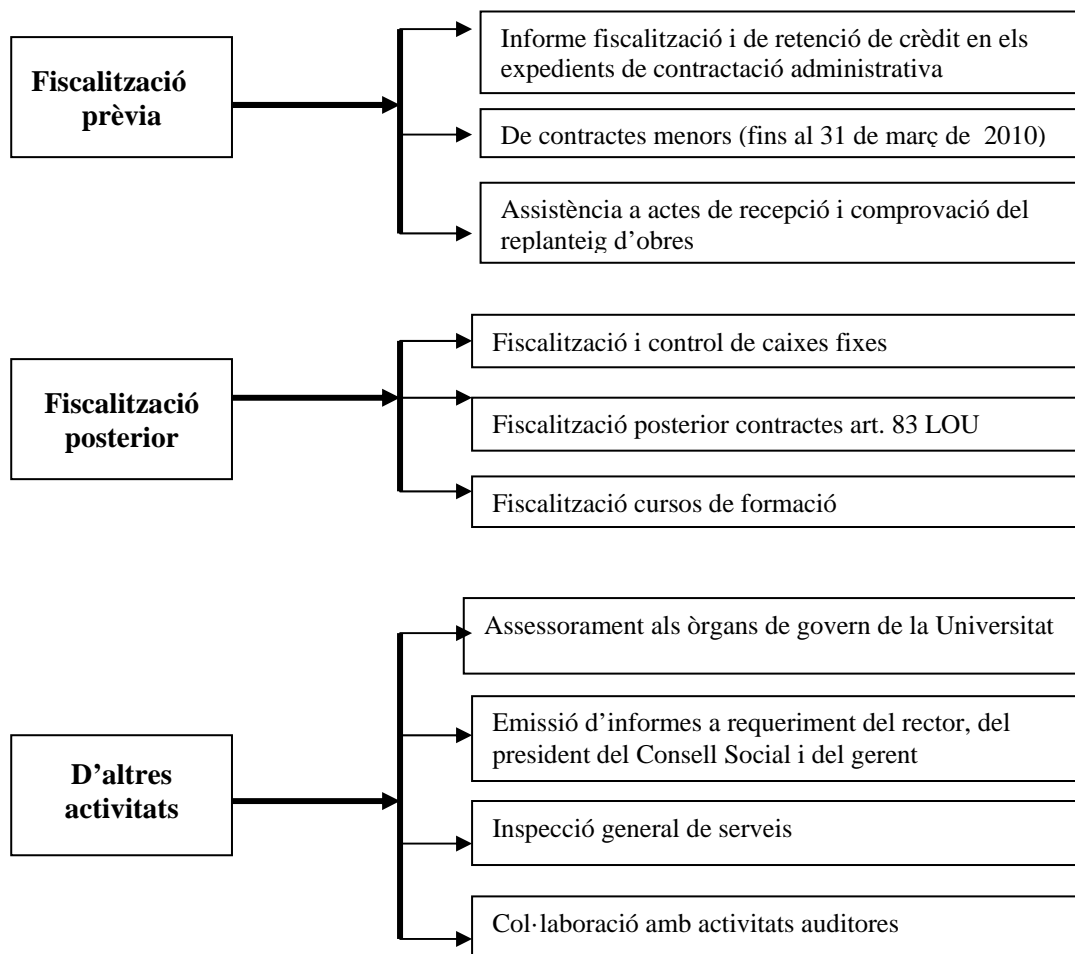 Fiscalització
prèvia
Informe fiscalització i de retenció de crèdit en els
expedients de contractació administrativa
De contractes menors (fins al 31 de març de  2010)
Assistència a actes de recepció i comprovació del
replanteig d’obres
Fiscalització
posterior
Fiscalització i control de caixes fixes
Fiscalització posterior contractes art. 83 LOU
Fiscalització cursos de formació
D’altres
activitats
Assessorament als òrgans de govern de la Universitat
Emissió d’informes a requeriment del rector, del
president del Consell Social i del gerent
Inspecció general de serveis
Col·laboració amb activitats auditores